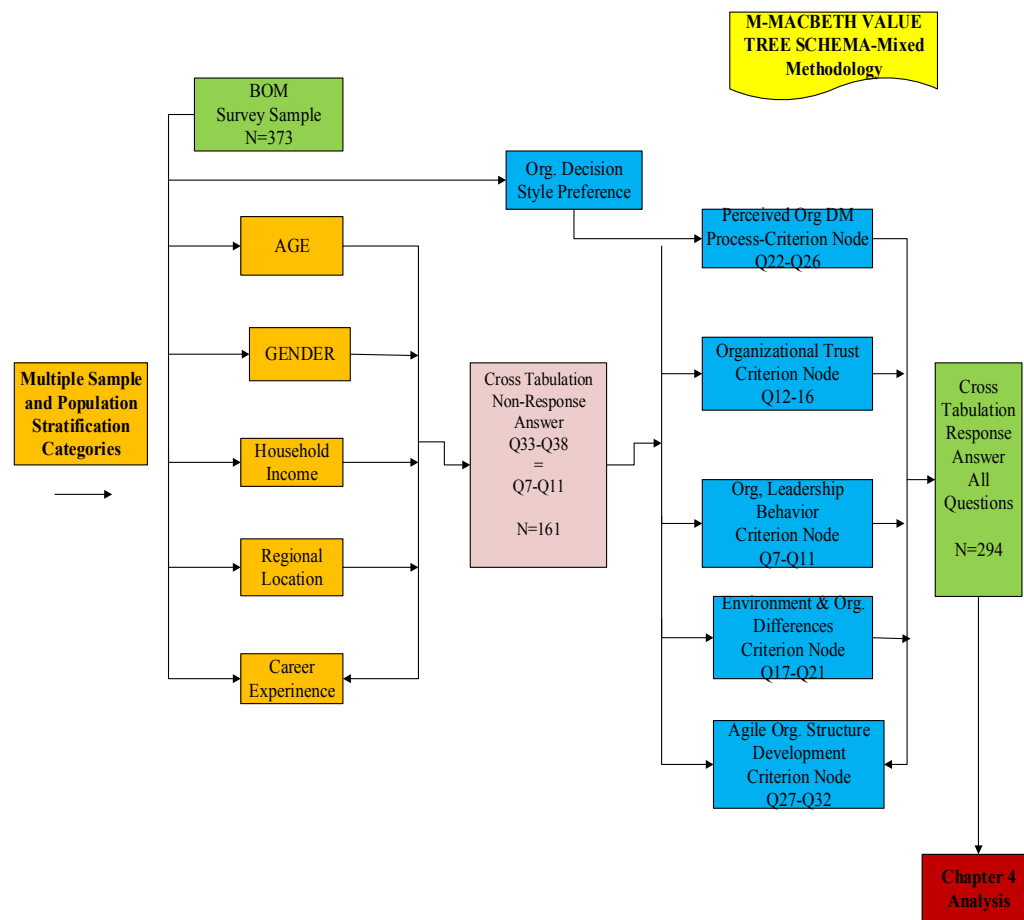 M-MACBETH VALUE
TREE SCHEMA-Mixed
Methodology
BOM
Survey Sample
N=373
Org. Decision
Style Preference
Perceived Org DM
Process-Criterion Node
Q22-Q26
AGE
GENDER
Organizational Trust
Criterion Node
Q12-16
Multiple Sample
and Population
Stratification
Categories
Cross Tabulation
Non-Response
Answer
Q33-Q38
=
Q7-Q11
N=161
Cross
Tabulation
Response
Answer
All
Questions
N=294
Household
Income
Org, Leadership
Behavior
Criterion Node
Q7-Q11
Regional
Location
Environment & Org.
Differences
Criterion Node
Q17-Q21
Career
Experinence
Agile Org. Structure
Development
Criterion Node
Q27-Q32
Chapter 4
Analysis